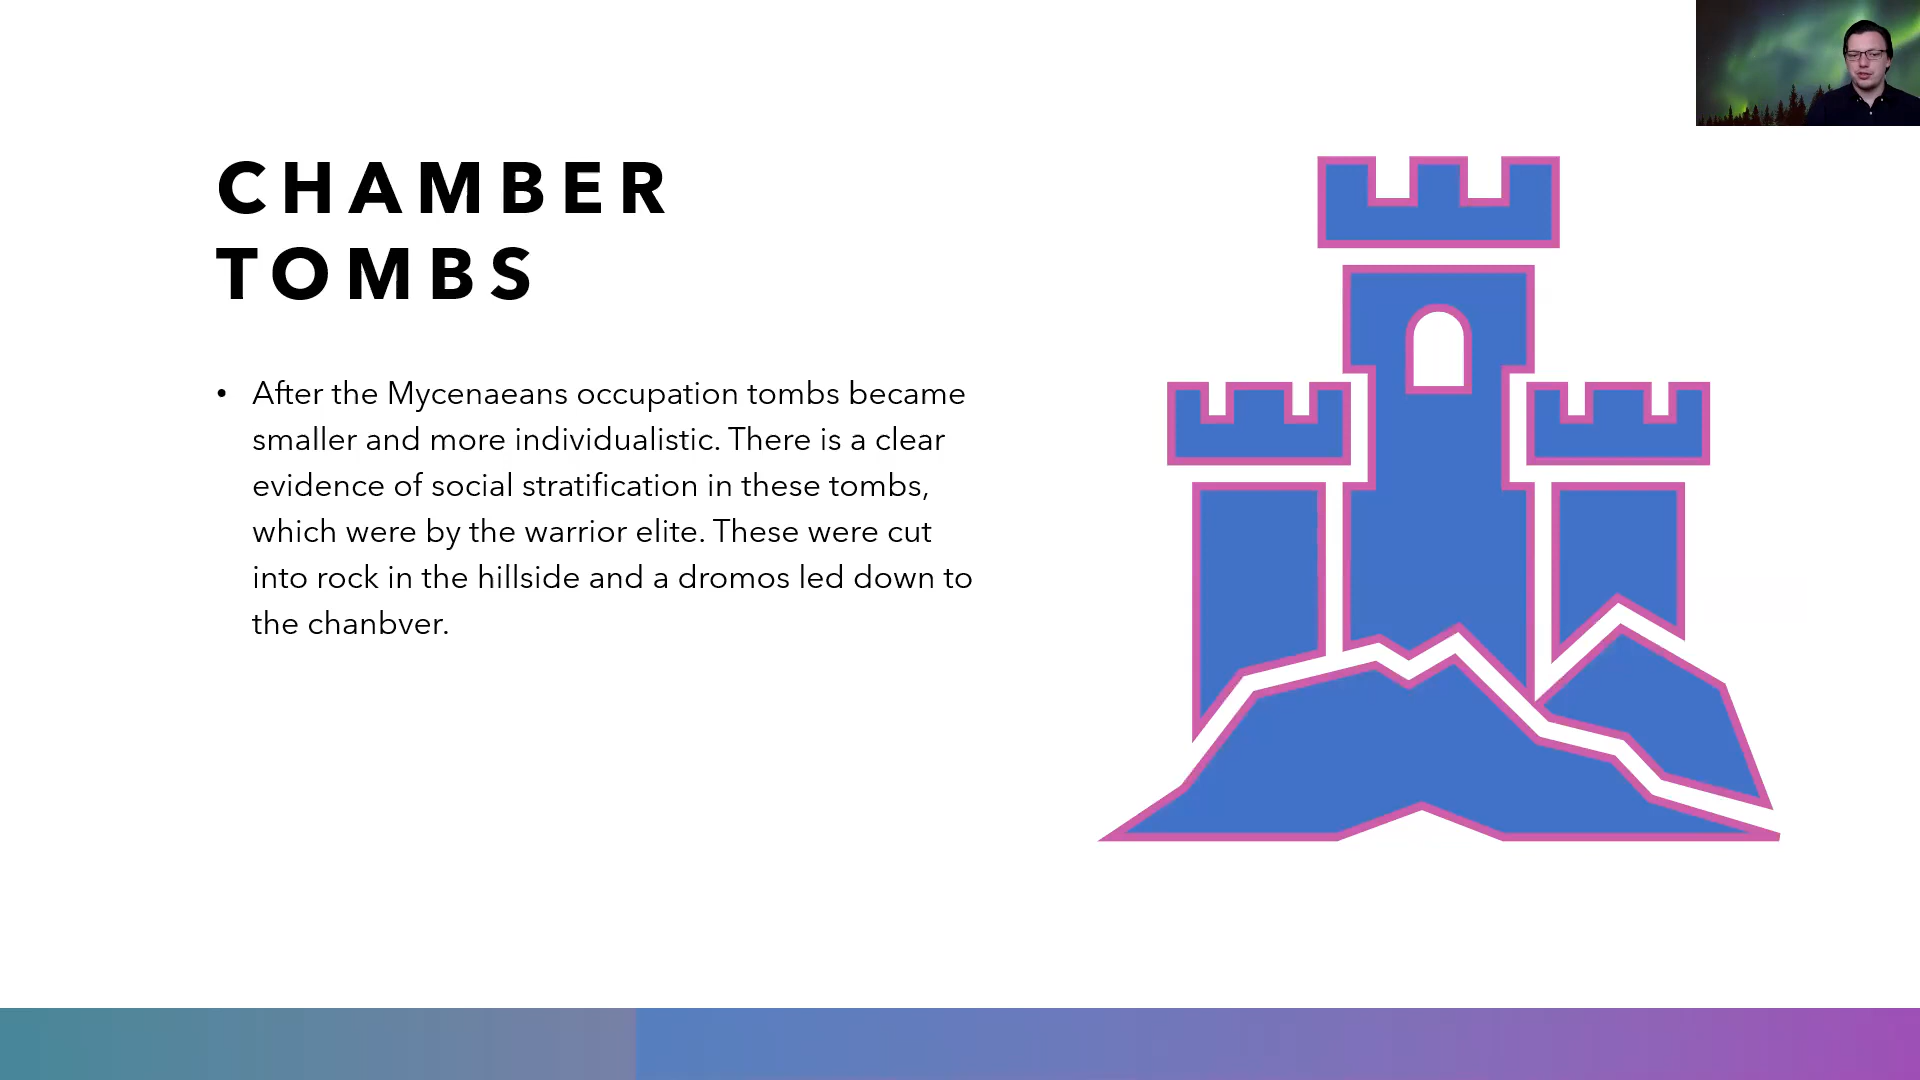 CHAMBER
TOMBS
• After the Mycenaeans occupation tombs became
smaller and more individualistic. There is a clear
evidence of social stratification in these tombs,
which were by the warrior elite. These were cut
into rock in the hillside and a dromos led down to
the chanbver.